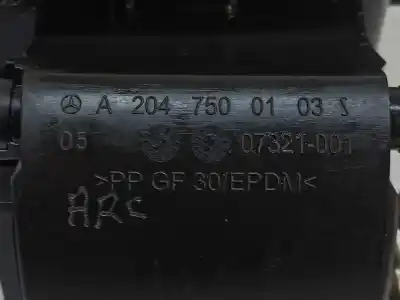 A 204 750 01 03
05 07321-001
>PP GF 30/EPDM<
ARC